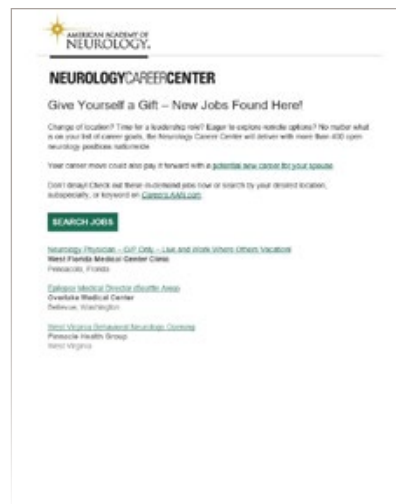 AMERICAN ACADEMY OF
NEUROLOGY.
NEUROLOGYCAREERCENTER
Give Yourself a Gift – New Jobs Found Here!
Change of location? Time for a leadership role? Eager to explore remote options? No matter what
is on your list of career goals, the Neurology Career Center will deliver with more than 400 open
neurology positions nationwide.
Your career move could also pay it forward with a potential new career for your spouse.
Don't delay! Check out these in-demand jobs now or search by your desired location,
subspecialty, or keyword on Careers.AAN.com.
SEARCH JOBS
Neurology Physician – O/P Only – Live and Work Where Others Vacation!
West Florida Medical Center Clinic
Pensacola, Florida
Epilepsy Medical Director (Seattle Area)
Overlake Medical Center
Bellevue, Washington
West Virginia Behavioral Neurology Opening
Pinnacle Health Group
West Virginia